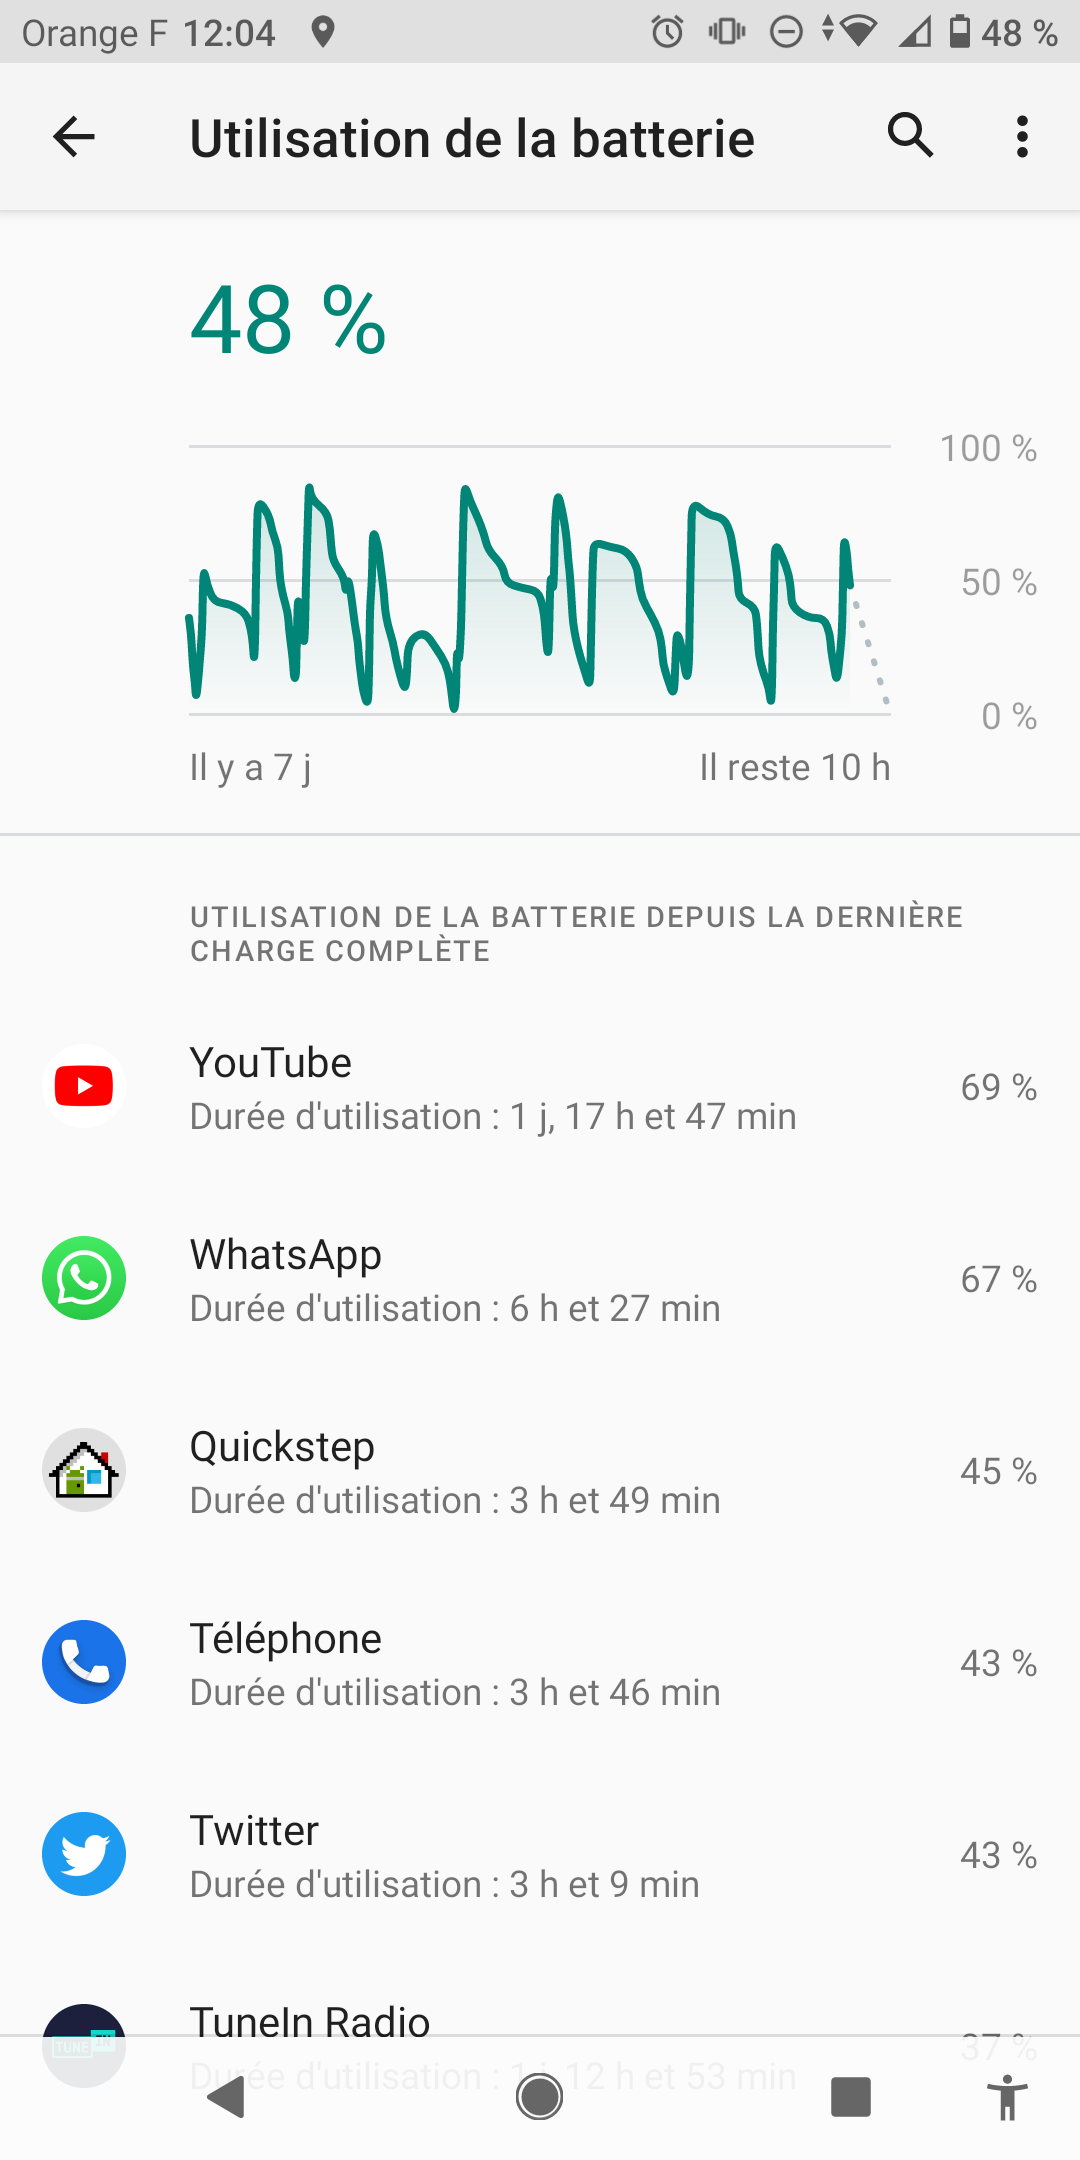 Orange F 12:04 48 %
Utilisation de la batterie
48 %
100 %
50 %
0 %
Il y a 7 j Il reste 10 h
UTILISATION DE LA BATTERIE DEPUIS LA DERNIÈRE
CHARGE COMPLÈTE
YouTube
69 %
Durée d'utilisation : 1 j, 17 h et 47 min
WhatsApp
67 %
Durée d'utilisation : 6 h et 27 min
Quickstep
45 %
Durée d'utilisation : 3 h et 49 min
Téléphone
43 %
Durée d'utilisation : 3 h et 46 min
Twitter
43 %
Durée d'utilisation : 3 h et 9 min
TuneIn Radio
TUNE IN
37 %
Durée d'utilisation : 1 j, 12 h et 53 min